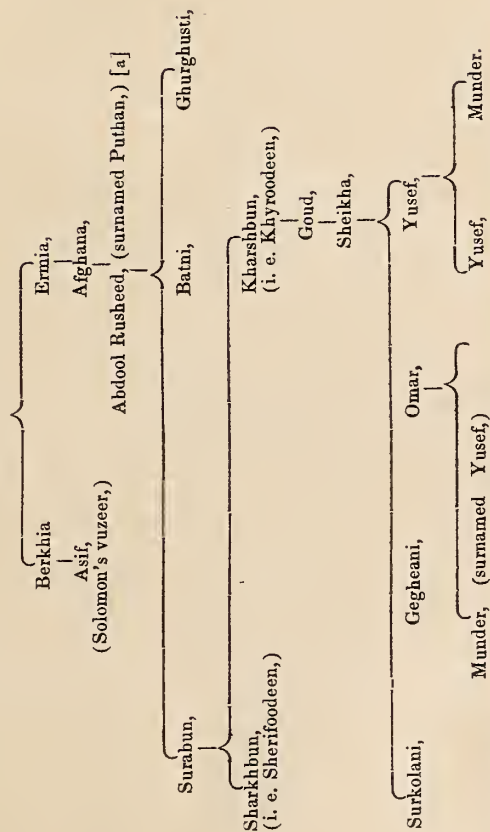 Berkhia
Ermia,
Asif,
Afghana,
(Solomon's vuzeer,)
Abdool Rusheed, (surnamed Puthan,) [a]
Surabun,
Batni,
Ghurghusti,
Sharkhbun,
Kharshbun,
(i. e. Sherifoodeen,)
(i. e. Khyroodeen,)
Goud,
Sheikha,
Surkolani,
Gegheani,
Omar,
Yusef,
Munder, (surnamed Yusef,)
Yusef,
Munder.